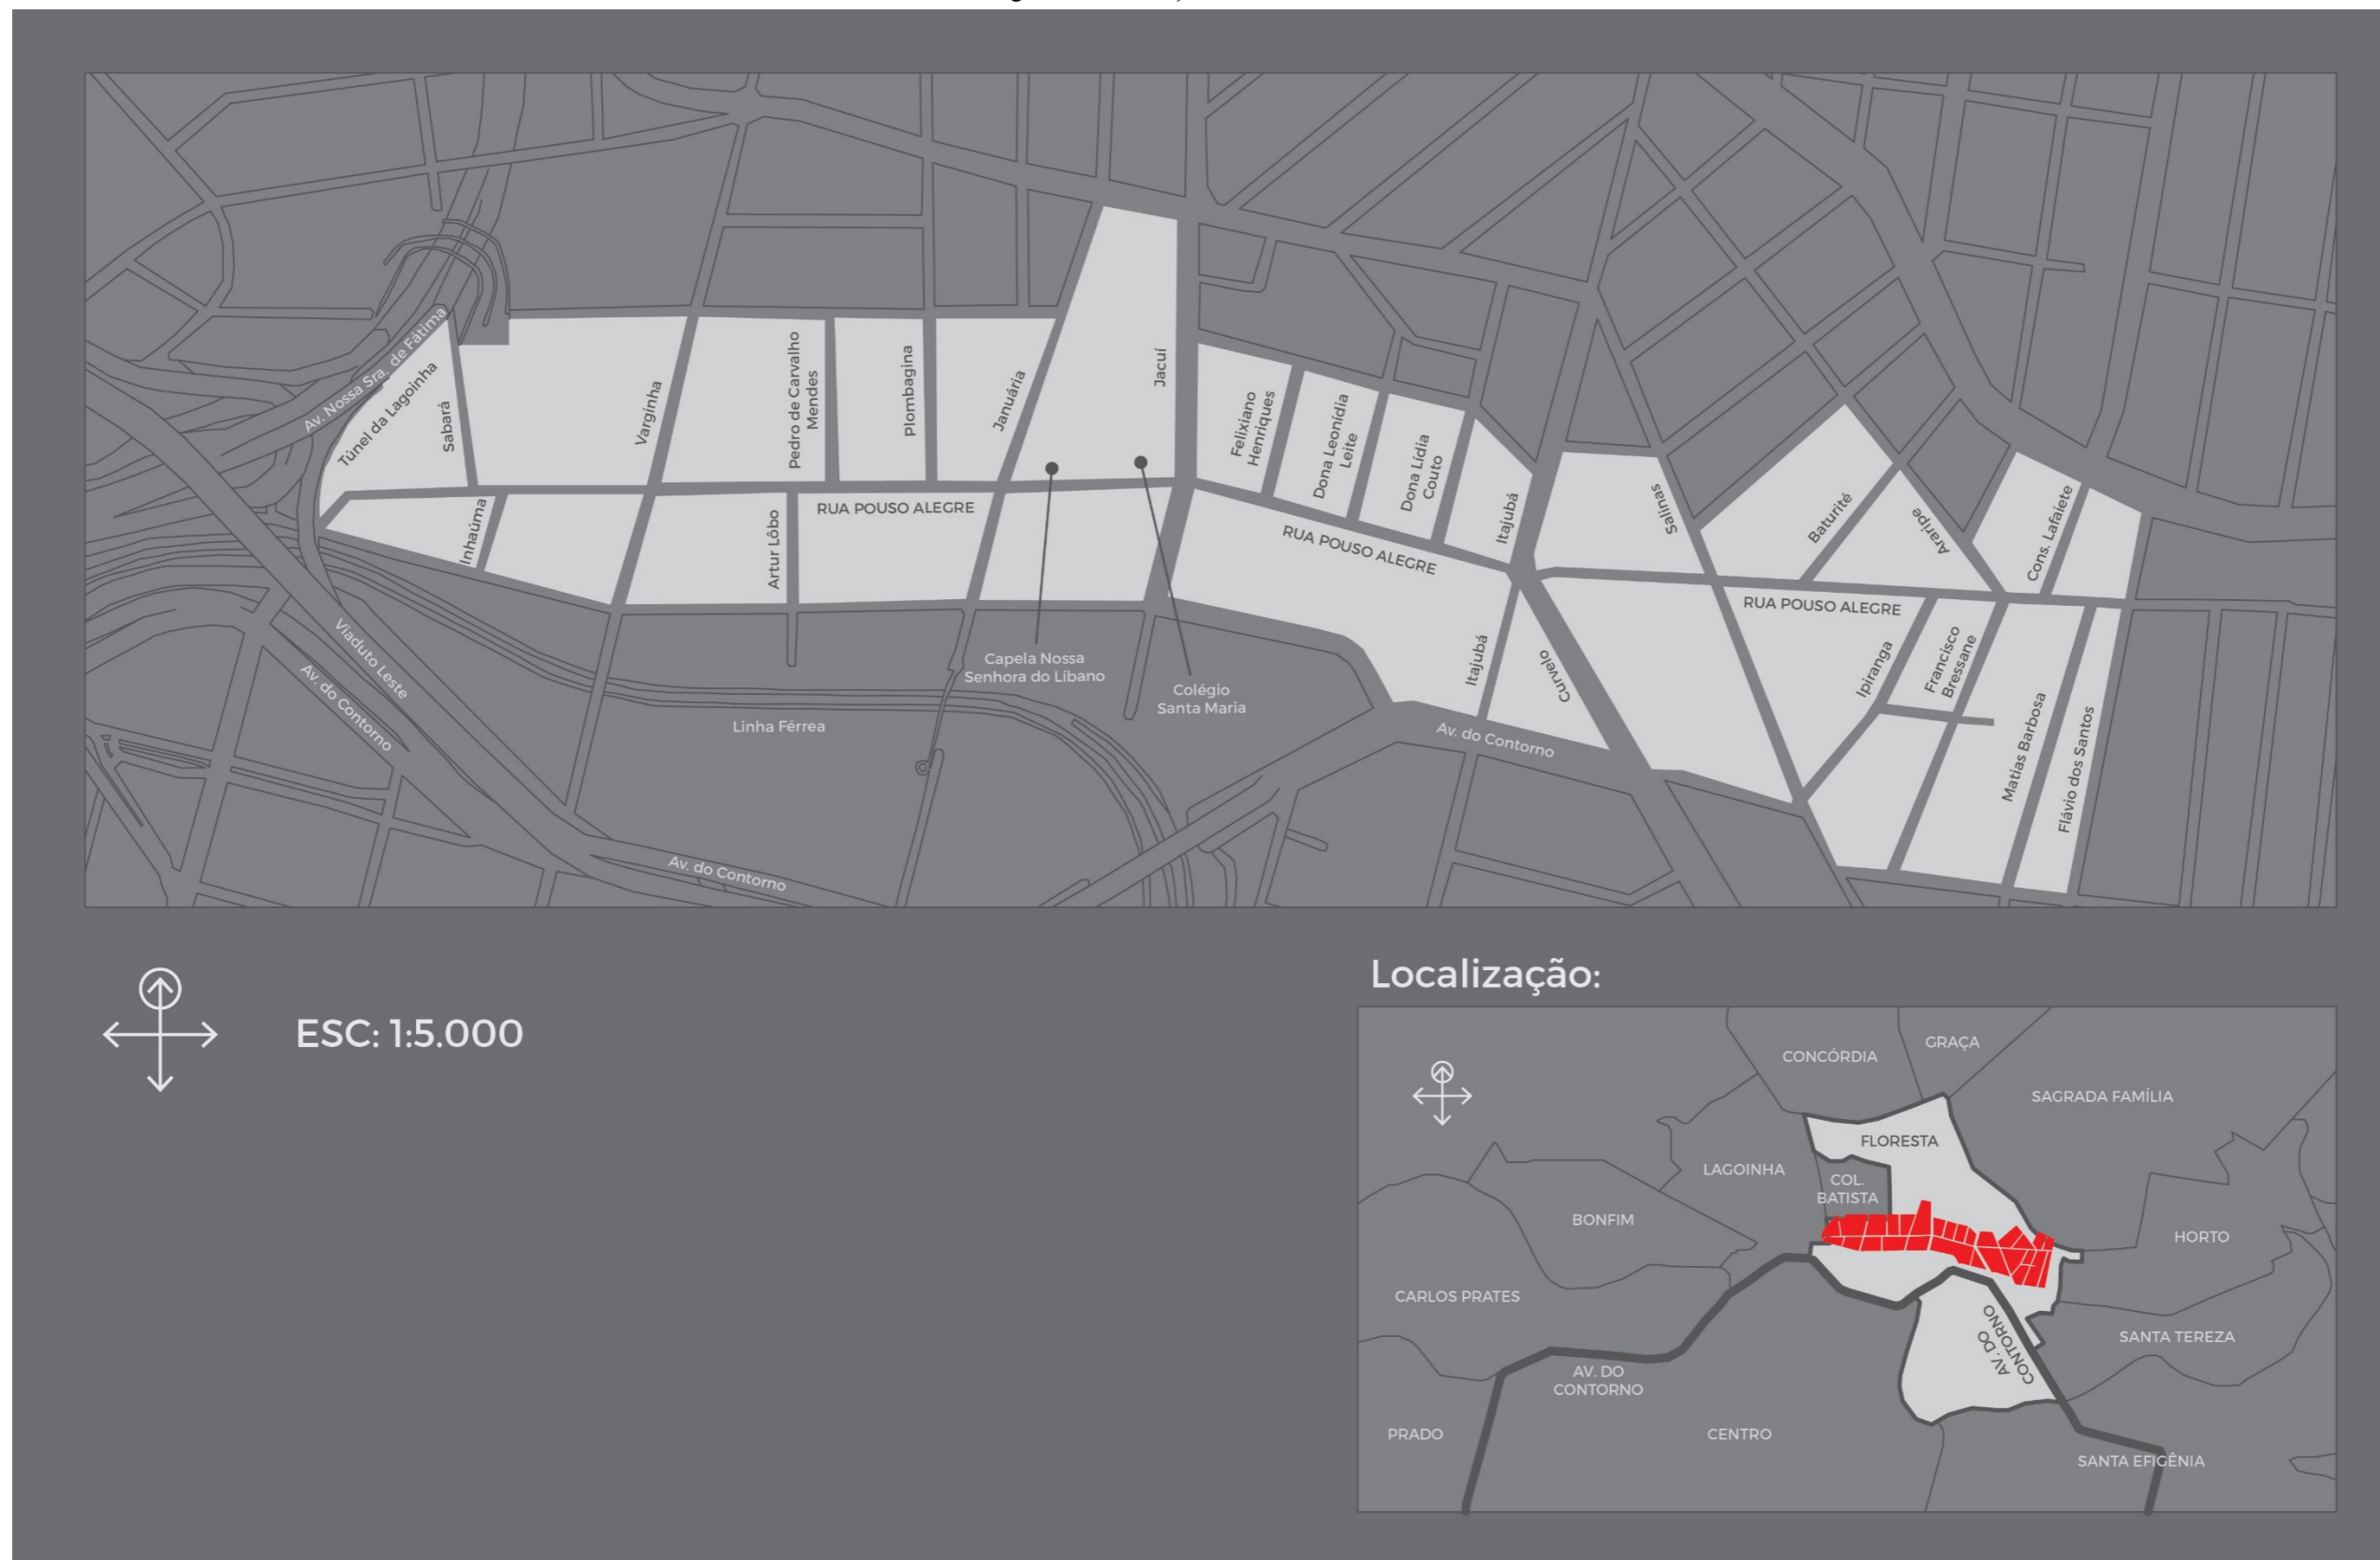 Av. Nossa Sra. de Fátima
Túnel da Lagoinha
Sabará
Varginha
Pedro de Carvalho
Mendes
Plombagina
Januária
Jacuí
Felixiano
Henriques
Dona Leonídia
Leite
Dona Lídia
Couto
Itajubá
Salinas
Baturité
Araripe
Cons. Lafaiete
Inhaúma
Artur Lôbo
RUA POUSO ALEGRE
RUA POUSO ALEGRE
RUA POUSO ALEGRE
Viaduto Leste
Av. do Contorno
Capela Nossa
Senhora do Líbano
Colégio
Santa Maria
Linha Férrea
Itajubá
Curvelo
Av. do Contorno
Ipiranga
Francisco
Bressane
Matias Barbosa
Flávio dos Santos
Av. do Contorno
ESC: 1:5.000
Localização:
CONCÓRDIA
GRAÇA
SAGRADA FAMÍLIA
FLORESTA
LAGOINHA
COL.
BATISTA
BONFIM
HORTO
CARLOS PRATES
SANTA TEREZA
AV. DO
CONTORNO
AV. DO
CONTORNO
PRADO
CENTRO
SANTA EFIGÊNIA